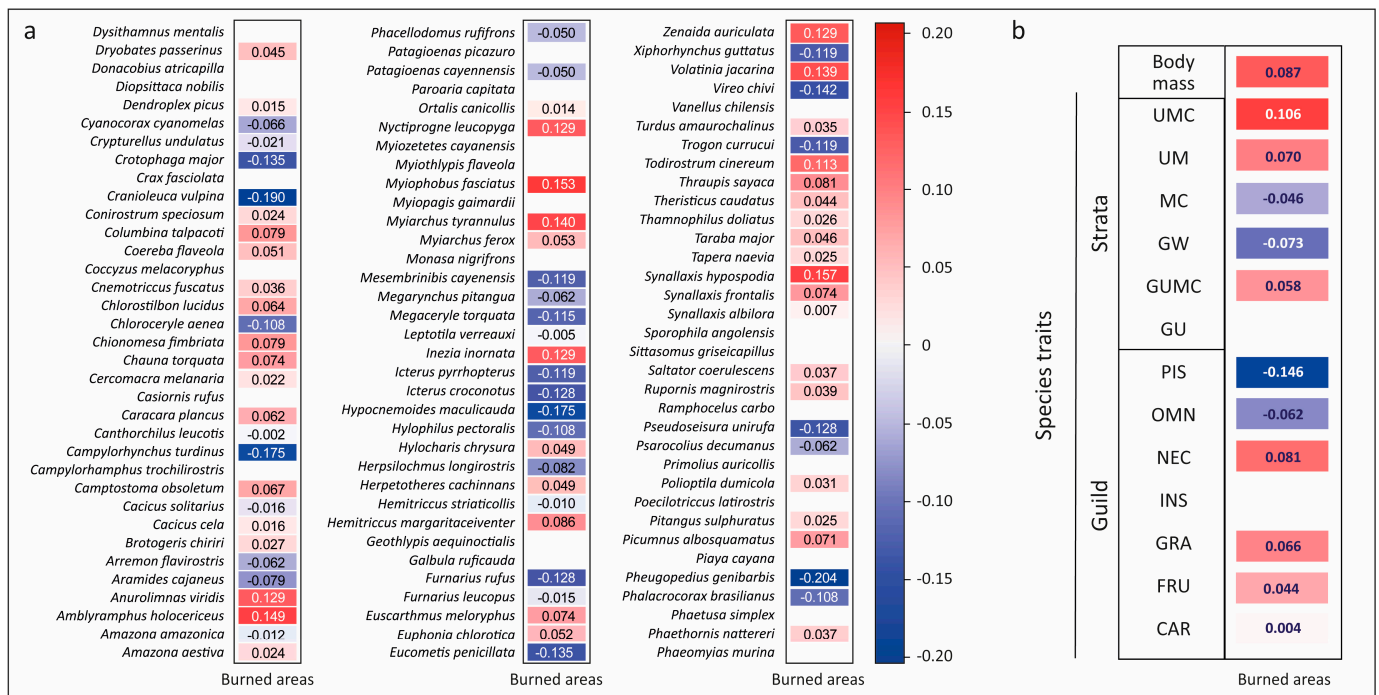 a
Dysithamnus mentalis
Dryobates passerinus 0.045
Donacobius atricapilla
Diopsittaca nobilis
Dendroplex picus 0.015
Cyanocorax cyanomelas -0.066
Crypturellus undulatus -0.021
Crotophaga major -0.135
Crax fasciolata
Cranioleuca vulpina -0.190
Conirostrum speciosum 0.024
Columbina talpacoti 0.079
Coereba flaveola 0.051
Coccyzus melacoryphus
Cnemotriccus fuscatus 0.036
Chlorostilbon lucidus 0.064
Chloroceryle aenea -0.108
Chionomesa fimbriata 0.079
Chauna torquata 0.074
Cercomacra melanaria 0.022
Casiornis rufus
Caracara plancus 0.062
Canthorchilus leucotis -0.002
Campylorhynchus turdinus -0.175
Campylorhamphus trochilirostris
Camptostoma obsoletum 0.067
Cacicus solitarius -0.016
Cacicus cela 0.016
Brotogeris chiriri 0.027
Arremon flavirostris -0.062
Aramides cajaneus -0.079
Anurolimnas viridis 0.129
Amblyramphus holocericeus 0.149
Amazona amazonica -0.012
Amazona aestiva 0.024
Burned areas
Phacellodomus rufifrons -0.050
Patagioenas picazuro
Patagioenas cayennensis -0.050
Paroaria capitata
Ortalis canicollis 0.014
Nyctiprogne leucopyga 0.129
Myiozetetes cayanensis
Myiothlypis flaveola
Myiophobus fasciatus 0.153
Myiopagis gaimardii
Myiarchus tyrannulus 0.140
Myiarchus ferox 0.053
Monasa nigrifrons
Mesembrinibis cayenensis -0.119
Megarynchus pitangua -0.062
Megaceryle torquata -0.115
Leptotila verreauxi -0.005
Inezia inornata 0.129
Icterus pyrrhopterus -0.119
Icterus croconotus -0.128
Hypocnemoides maculicauda -0.175
Hylophilus pectoralis -0.108
Hylocharis chrysura 0.049
Herpsilochmus longirostris -0.082
Herpetotheres cachinnans 0.049
Hemitriccus striaticollis -0.010
Hemitriccus margaritaceiventer 0.086
Geothlypis aequinoctialis
Galbula ruficauda
Furnarius rufus -0.128
Furnarius leucopus -0.015
Euscarthmus meloryphus 0.074
Euphonia chlorotica 0.052
Eucometis penicillata -0.135
Burned areas
Zenaida auriculata 0.129
Xiphorhynchus guttatus -0.119
Volatinia jacarina 0.139
Vireo chivi -0.142
Vanellus chilensis
Turdus amaurochalinus 0.035
Trogon currucui -0.119
Todirostrum cinereum 0.113
Thraupis sayaca 0.081
Theristicus caudatus 0.044
Thamnophilus doliatus 0.026
Taraba major 0.046
Tapera naevia 0.025
Synallaxis hypospodia 0.157
Synallaxis frontalis 0.074
Synallaxis albilora 0.007
Sporophila angolensis
Sittasomus griseicapillus
Saltator coerulescens 0.037
Rupornis magnirostris 0.039
Ramphocelus carbo
Pseudoseisura unirufa -0.128
Psarocolius decumanus -0.062
Primolius auricollis
Polioptila dumicola 0.031
Poecilotriccus latirostris
Pitangus sulphuratus 0.025
Picumnus albosquamatus 0.071
Piaya cayana
Pheugopedius genibarbis -0.204
Phalacrocorax brasilianus -0.108
Phaetusa simplex
Phaethornis nattereri 0.037
Phaeomyias murina
Burned areas
0.20
0.15
0.10
0.05
0
-0.05
-0.10
-0.15
-0.20
b
Species traits
Strata
Guild
Body
mass 0.087
UMC 0.106
UM 0.070
MC -0.046
GW -0.073
GUMC 0.058
GU
PIS -0.146
OMN -0.062
NEC 0.081
INS
GRA 0.066
FRU 0.044
CAR 0.004
Burned areas